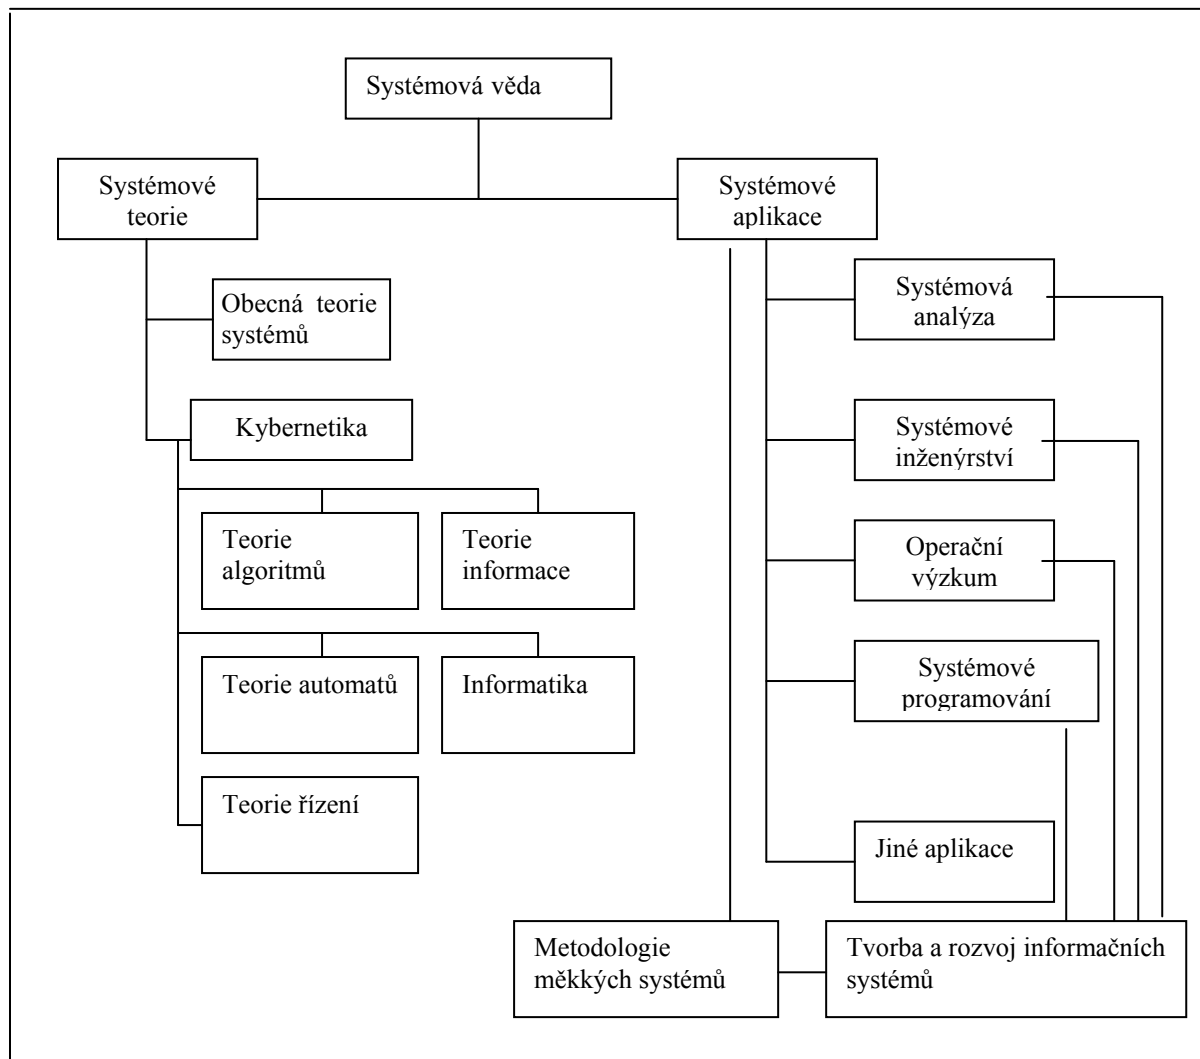 Systémová věda
Systémové
teorie
Systémové
aplikace
Obecná teorie
systémů
Systémová
analýza
Kybernetika
Systémové
inženýrství
Teorie
algoritmů
Teorie
informace
Operační
výzkum
Teorie automatů
Informatika
Systémové
programování
Teorie řízení
Jiné aplikace
Metodologie
měkkých systémů
Tvorba a rozvoj informačních
systémů